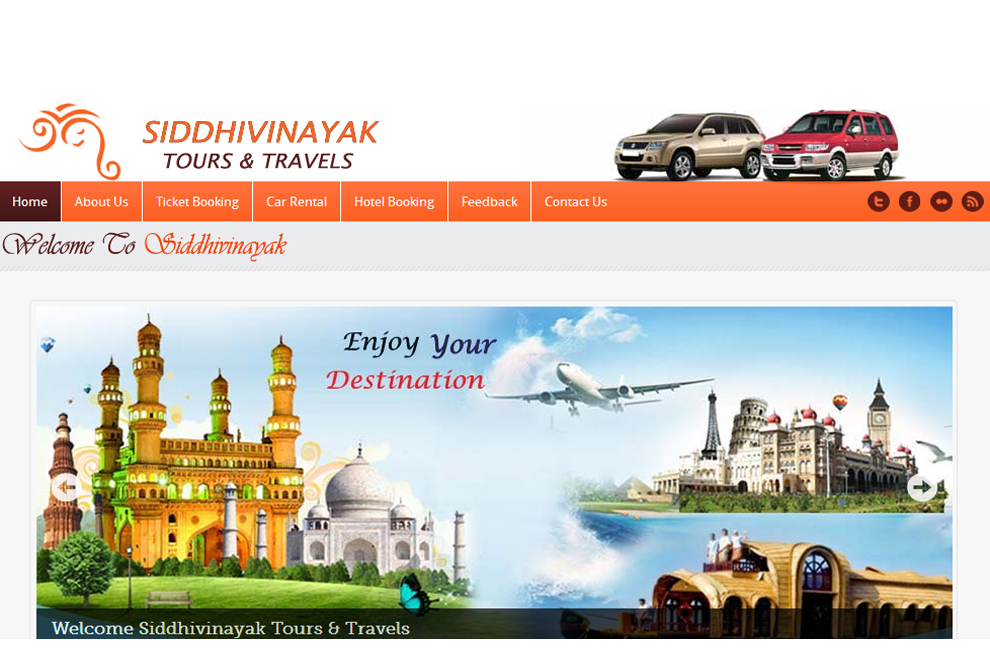 SIDDHIVINAYAK
TOURS & TRAVELS
Home About Us Ticket Booking Car Rental Hotel Booking Feedback Contact Us
Welcome To Siddhivinayak
Enjoy Your
Destination
Welcome Siddhivinayak Tours & Travels